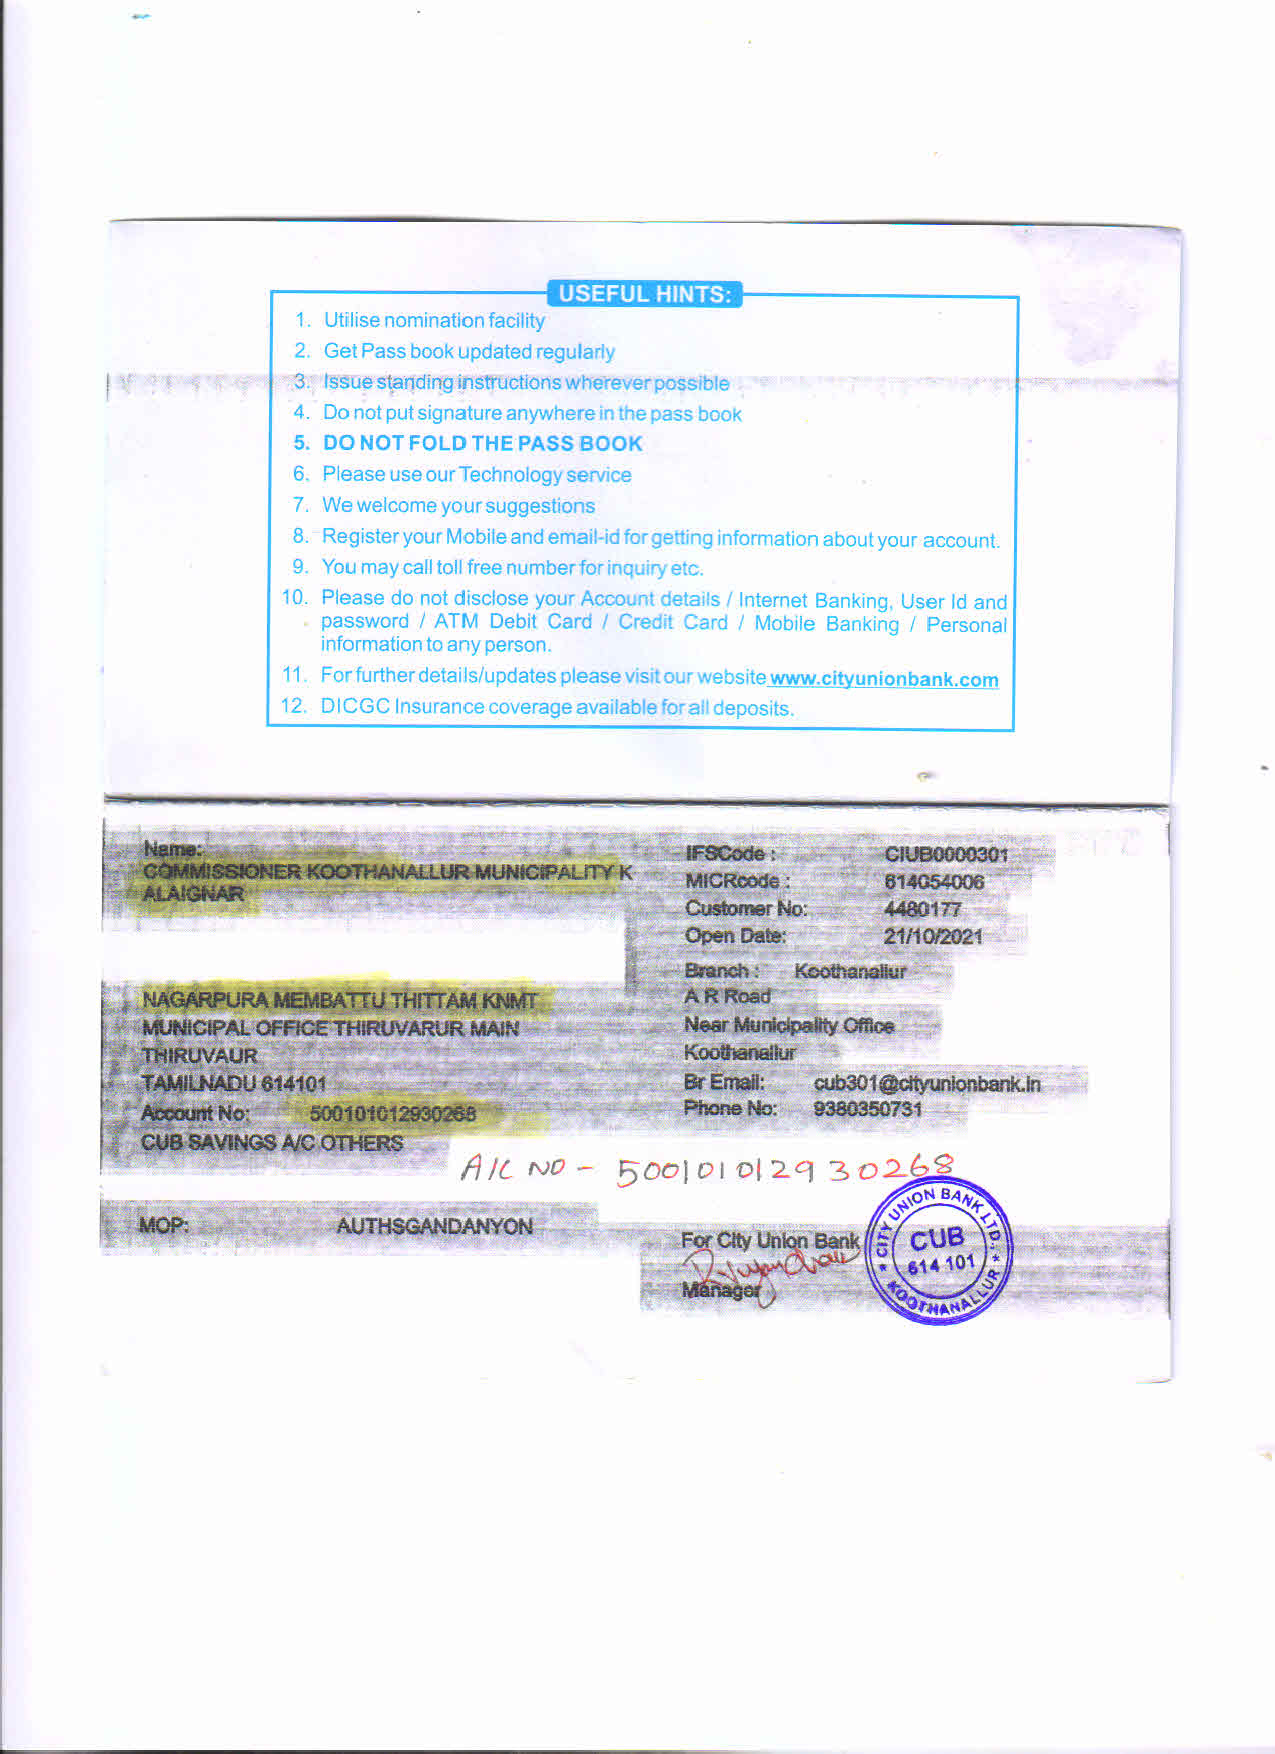 USEFUL HINTS:
1. Utilise nomination facility
2. Get Pass book updated regularly
3. Issue standing instructions wherever possible
4. Do not put signature anywhere in the pass book
5. DO NOT FOLD THE PASS BOOK
6. Please use our Technology service
7. We welcome your suggestions
8. Register your Mobile and email-id for getting information about your account.
9. You may call toll free number for inquiry etc.
10. Please do not disclose your Account details / Internet Banking, User Id and
password / ATM Debit Card / Credit Card / Mobile Banking / Personal
information to any person.
11. For further details/updates please visit our website www.cityunionbank.com
12. DICGC Insurance coverage available for all deposits.
Name:
COMMISSIONER KOOTHANALLUR MUNICIPALITY K
ALAIGNAR
NAGARPURA MEMBATTU THITTAM KNMT
MUNICIPAL OFFICE THIRUVARUR MAIN
THIRUVAUR
TAMILNADU 614101
Account No: 500101012930268
CUB SAVINGS A/C OTHERS
IFSCode : CIUB0000301
MICRcode : 614054006
Customer No: 4480177
Open Date: 21/10/2021
Branch : Koothanallur
A R Road
Near Municipality Office
Koothanallur
Br Email: cub301@cityunionbank.in
Phone No: 9380350731
A/C NO - 500101012930268
MOP: AUTHSGANDANYON
For City Union Bank
Manager
CITY UNION BANK LTD.,
CUB
614 101
KOOTHANALLUR